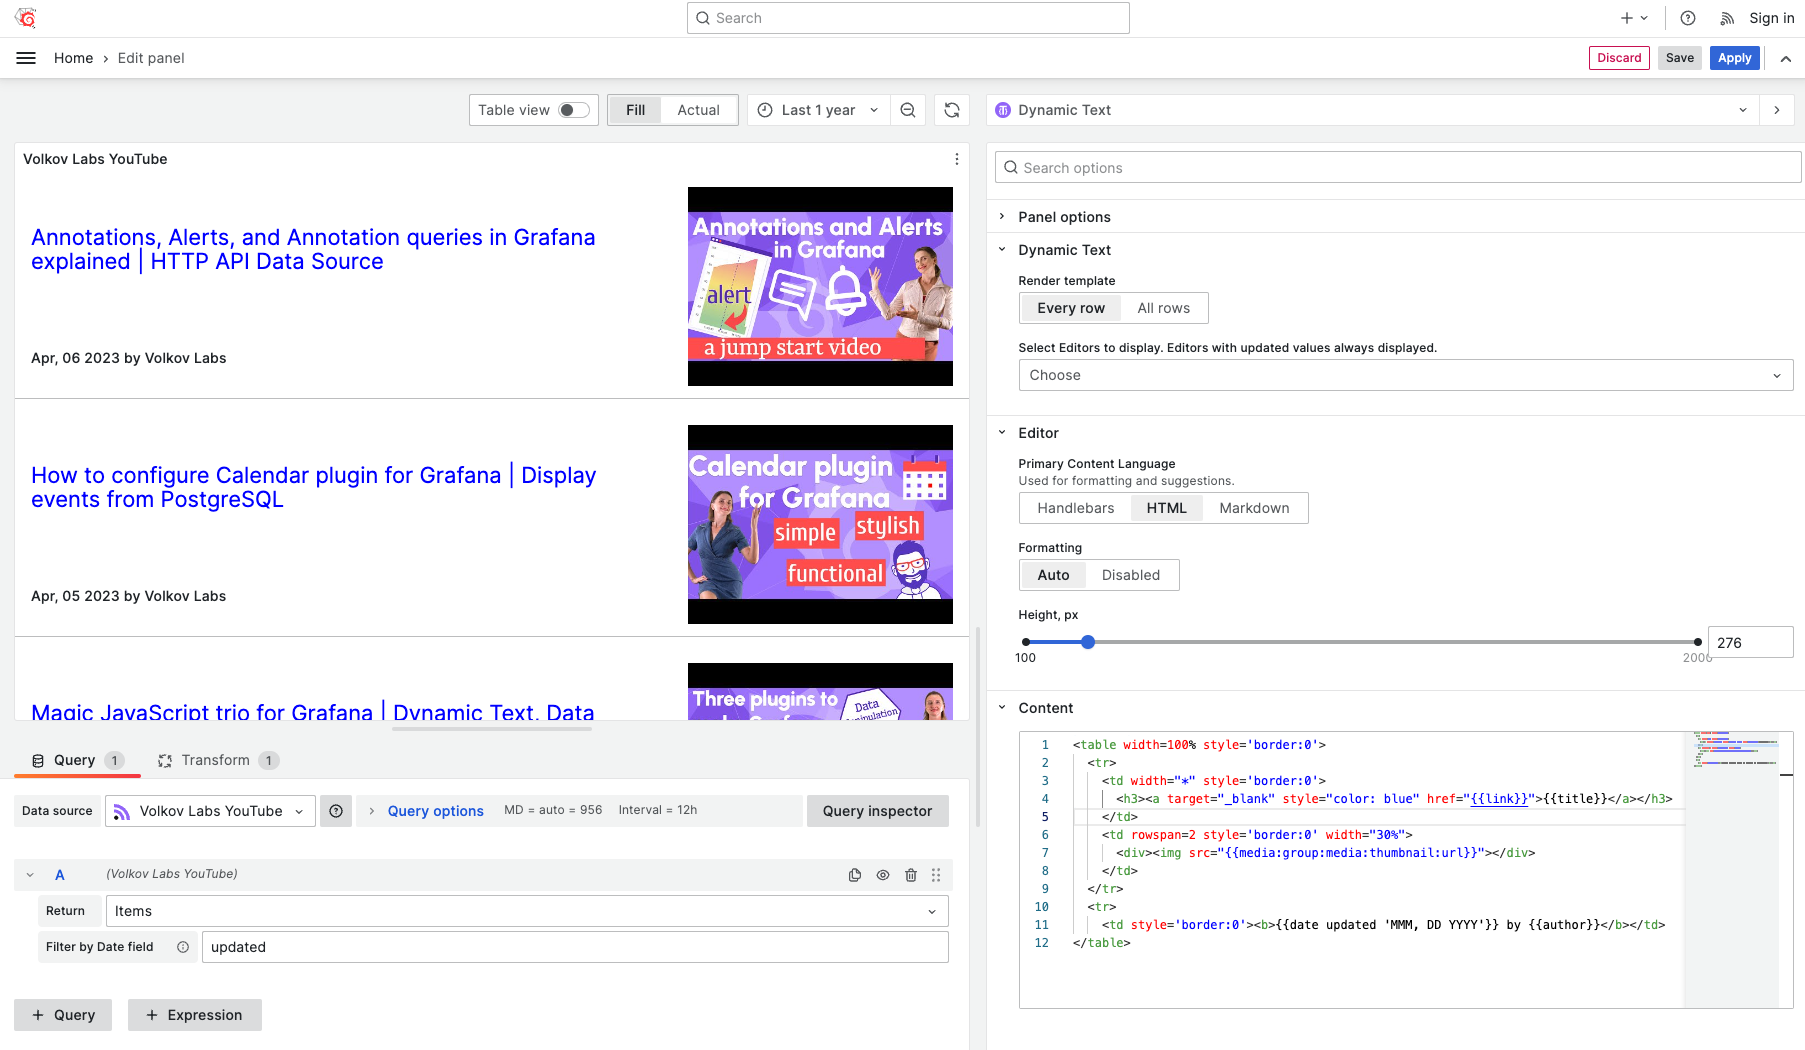 Search
Sign in
Home › Edit panel
Discard
Save
Apply
Table view
Fill
Actual
Last 1 year
Dynamic Text
Volkov Labs YouTube
Annotations, Alerts, and Annotation queries in Grafana
explained | HTTP API Data Source
Apr, 06 2023 by Volkov Labs
Annotations and Alerts
in Grafana
alert
a jump start video
How to configure Calendar plugin for Grafana | Display
events from PostgreSQL
Apr, 05 2023 by Volkov Labs
Calendar plugin
for Grafana
simple
stylish
functional
Magic JavaScript trio for Grafana | Dynamic Text, Data
Three plugins to
Data
Query 1
Transform 1
Data source
Volkov Labs YouTube
Query options
MD = auto = 956
Interval = 12h
Query inspector
A
(Volkov Labs YouTube)
Return
Items
Filter by Date field
updated
+ Query
+ Expression
Search options
Panel options
Dynamic Text
Render template
Every row
All rows
Select Editors to display. Editors with updated values always displayed.
Choose
Editor
Primary Content Language
Used for formatting and suggestions.
Handlebars
HTML
Markdown
Formatting
Auto
Disabled
Height, px
276
100
2000
Content
1 <table width=100% style='border:0'>
2 <tr>
3 <td width="*" style='border:0'>
4 <h3><a target="_blank" style="color: blue" href="{{link}}">{{title}}</a></h3>
5 </td>
6 <td rowspan=2 style='border:0' width="30%">
7 <div><img src="{{media:group:media:thumbnail:url}}"></div>
8 </td>
9 </tr>
10 <tr>
11 <td style='border:0'><b>{{date updated 'MMM, DD YYYY'}} by {{author}}</b></td>
12 </table>